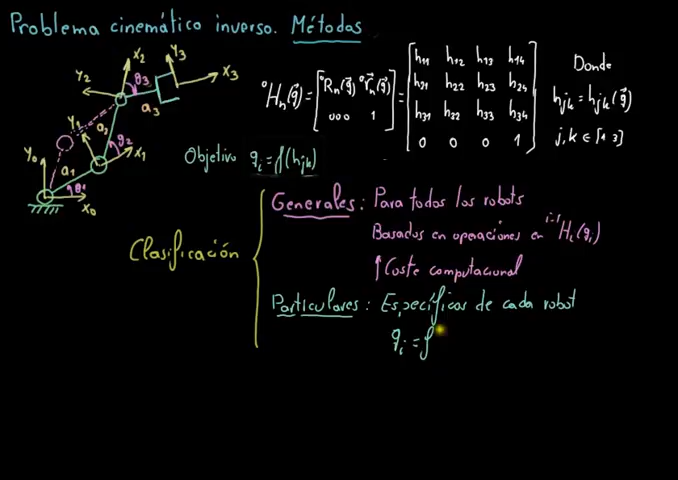 Problema cinemático inverso. Métodos
X₂ Y₃
Y₂ q₃ X₃
a₃
Y₁ a₂
q₂ X₁
Y₀ a₁
q₁
X₀
⁰Hₙ(q⃗) = [⁰Rₙ(q⃗) ⁰r⃗ₙ(q⃗)] = [h₁₁ h₁₂ h₁₃ h₁₄]
[000 1] [h₂₁ h₂₂ h₂₃ h₂₄]
[h₃₁ h₃₂ h₃₃ h₃₄]
[0 0 0 1]
Donde
hⱼₖ = hⱼₖ(q⃗)
j, k ∈ [1 3]
Objetivo qᵢ = f(hⱼₖ)
Clasificación
Generales: Para todos los robots
Basados en operaciones en ⁱ⁻¹Hᵢ(qᵢ)
↑ Coste computacional
Particulares: Específicos de cada robot
qᵢ = f